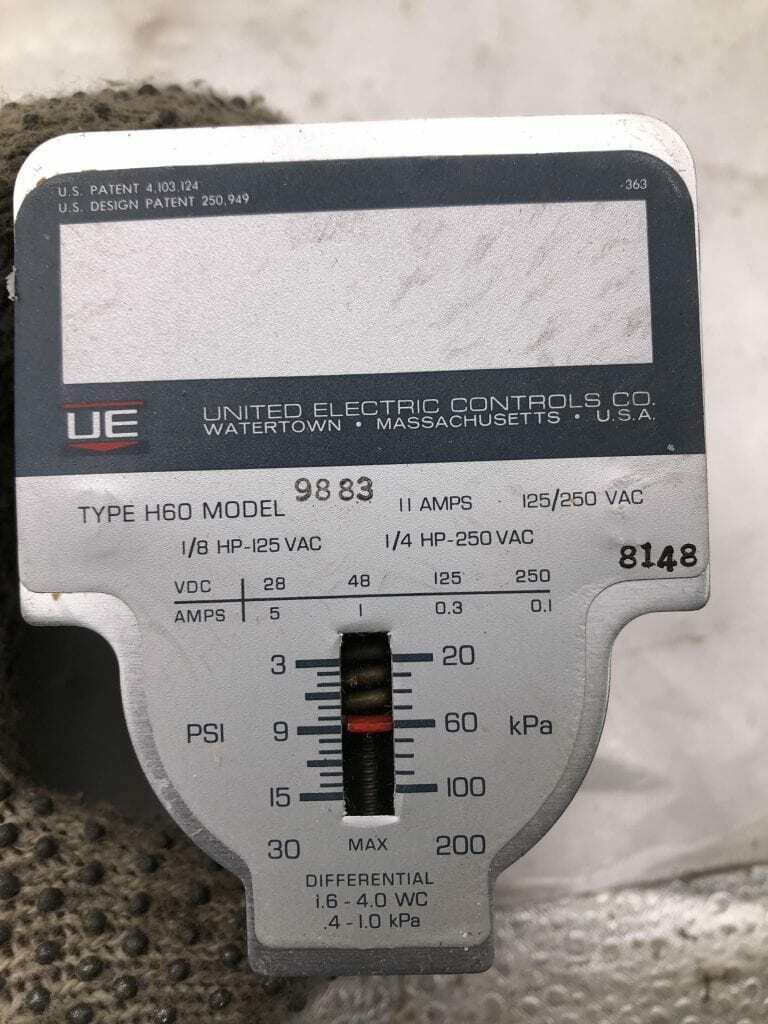 U.S. PATENT 4,103,124
U.S. DESIGN PATENT 250,949
-363
UE
UNITED ELECTRIC CONTROLS CO.
WATERTOWN • MASSACHUSETTS • U.S.A.
TYPE H60 MODEL 9883 11 AMPS 125/250 VAC
1/8 HP-125 VAC 1/4 HP-250 VAC
8148
VDC 28 48 125 250
AMPS 5 1 0.3 0.1
3 20
PSI 9 60 kPa
15 100
30 MAX 200
DIFFERENTIAL
1.6 - 4.0 WC
.4 - 1.0 kPa